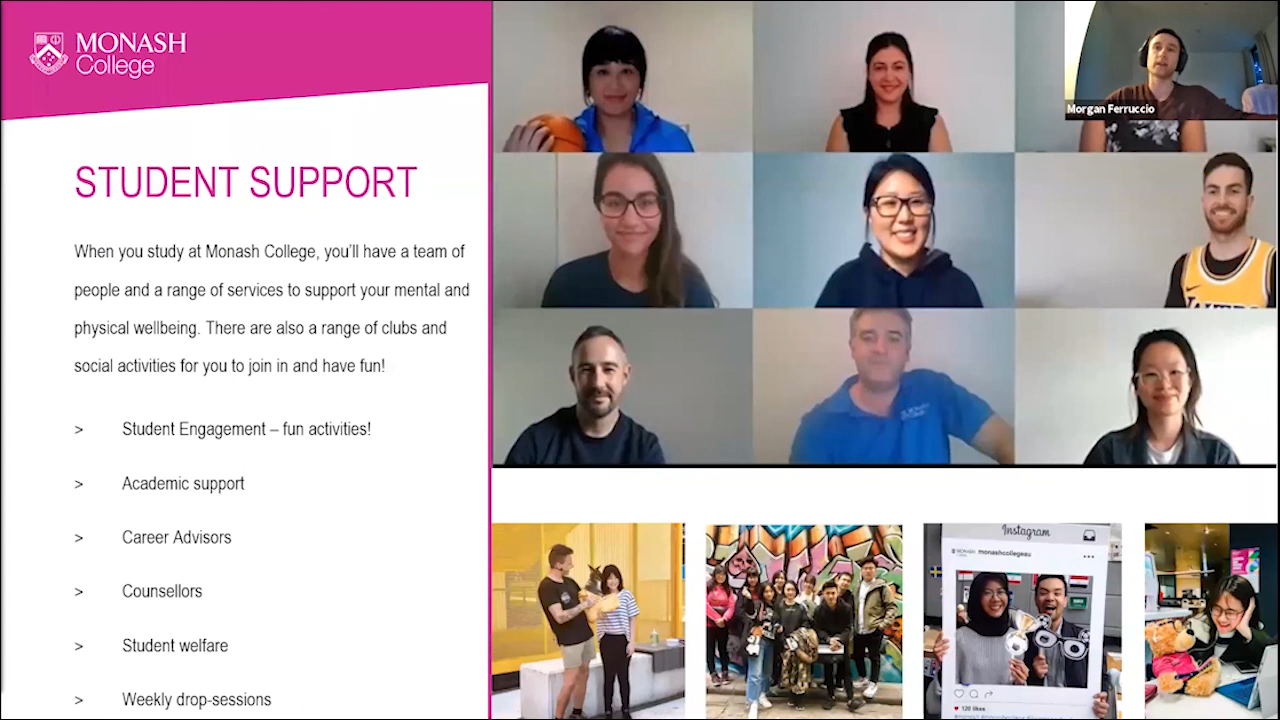 MONASH
College
STUDENT SUPPORT
When you study at Monash College, you'll have a team of
people and a range of services to support your mental and
physical wellbeing. There are also a range of clubs and
social activities for you to join in and have fun!
> Student Engagement – fun activities!
> Academic support
> Career Advisors
> Counsellors
> Student welfare
> Weekly drop-sessions
Morgan Ferruccio
Instagram
monashcollegeau
120 likes